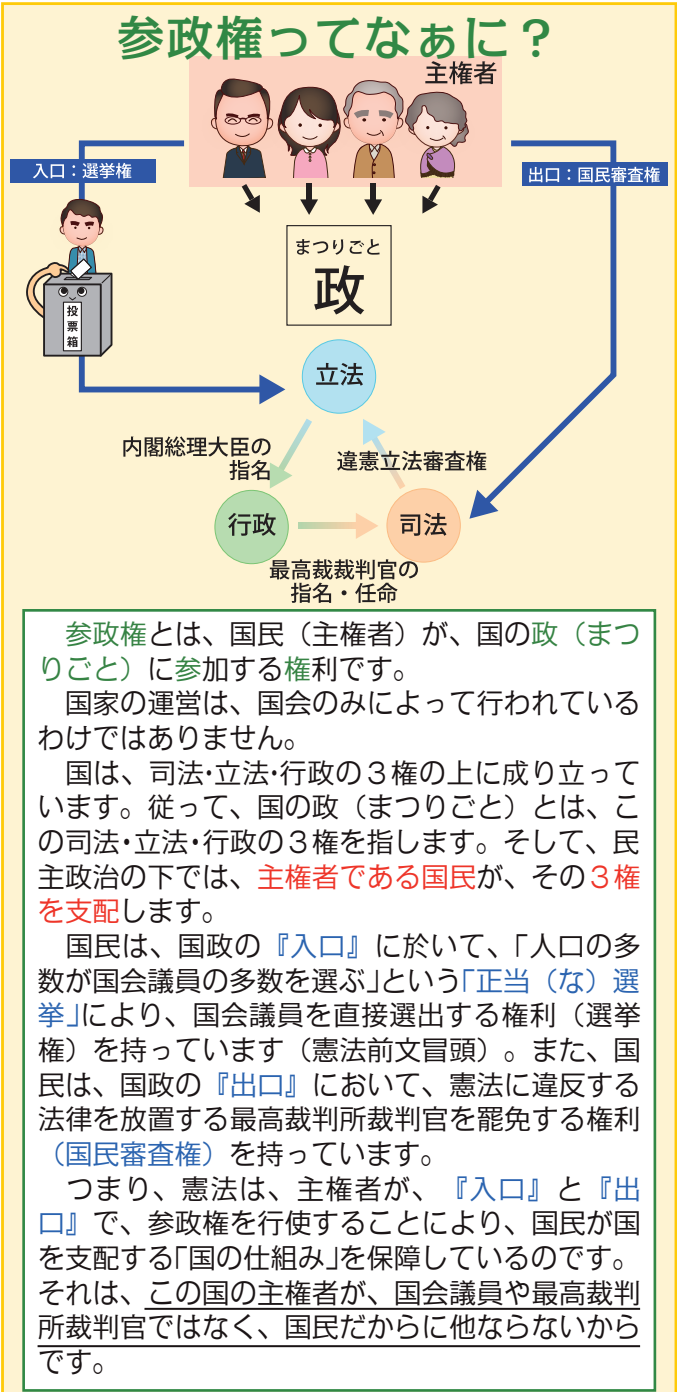 参政権ってなぁに？
主権者
入口：選挙権
出口：国民審査権
まつりごと
政
投票箱
立法
内閣総理大臣の
指名
違憲立法審査権
行政
司法
最高裁裁判官の
指名・任命
参政権とは、国民（主権者）が、国の政（まつ
りごと）に参加する権利です。
国家の運営は、国会のみによって行われている
わけではありません。
国は、司法･立法･行政の３権の上に成り立って
います。従って、国の政（まつりごと）とは、こ
の司法･立法･行政の３権を指します。そして、民
主政治の下では、主権者である国民が、その３権
を支配します。
国民は、国政の『入口』に於いて、｢人口の多
数が国会議員の多数を選ぶ｣という｢正当（な）選
挙｣により、国会議員を直接選出する権利（選挙
権）を持っています（憲法前文冒頭）。また、国
民は、国政の『出口』において、憲法に違反する
法律を放置する最高裁判所裁判官を罷免する権利
（国民審査権）を持っています。
つまり、憲法は、主権者が、『入口』と『出
口』で、参政権を行使することにより、国民が国
を支配する｢国の仕組み｣を保障しているのです。
それは、この国の主権者が、国会議員や最高裁判
所裁判官ではなく、国民だからに他ならないから
です。